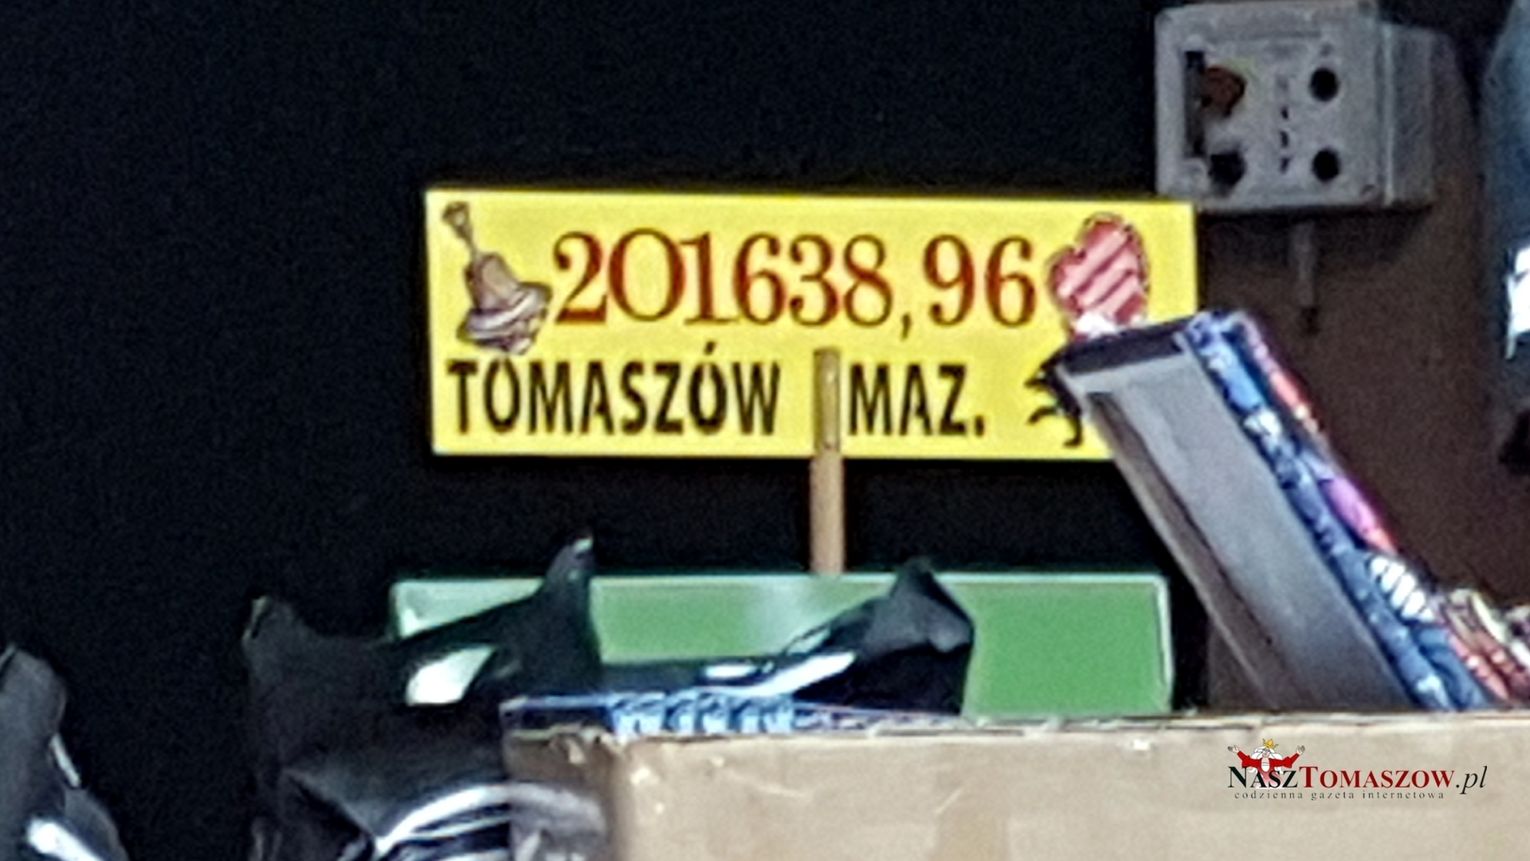 201638,96
TOMASZÓW MAZ.
NASZTOMASZOW.pl
codzienna gazeta internetowa